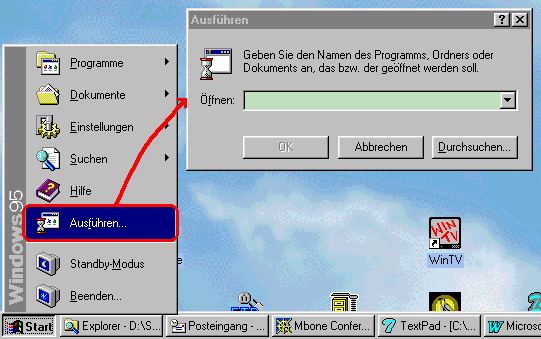 Ausführen
Geben Sie den Namen des Programms, Ordners oder
Dokuments an, das bzw. der geöffnet werden soll.
Öffnen:
OK
Abbrechen
Durchsuchen...
Programme
Dokumente
Einstellungen
Suchen
Hilfe
Ausführen...
Standby-Modus
Beenden...
Windows95
WIN
TV
WinTV
Start
Explorer - D:\S...
Posteingang - ...
Mbone Confer...
TextPad - [C:\...
Microso